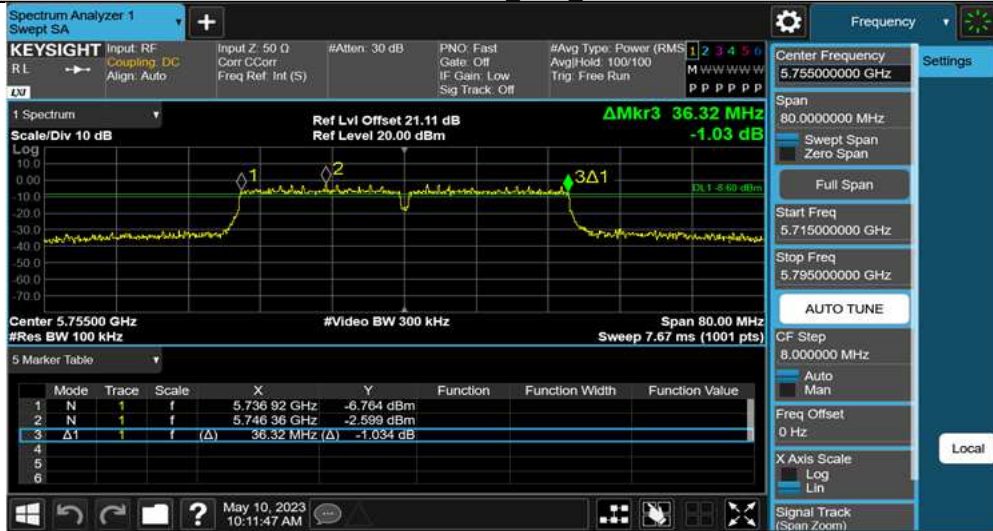 Spectrum Analyzer 1
Swept SA
Frequency
KEYSIGHT
RL
LXI
Input: RF
Coupling: DC
Align: Auto
Input Z: 50 Ω
Corr CCorr
Freq Ref: Int (S)
#Atten: 30 dB
PNO: Fast
Gate: Off
IF Gain: Low
Sig Track: Off
#Avg Type: Power (RMS
Avg|Hold: 100/100
Trig: Free Run
1 2 3 4 5 6
M W W W W W
P P P P P P
1 Spectrum
Scale/Div 10 dB
Ref Lvl Offset 21.11 dB
Ref Level 20.00 dBm
ΔMkr3 36.32 MHz
-1.03 dB
Log
10.0
0.00
-10.0
-20.0
-30.0
-40.0
-50.0
-60.0
-70.0
1
2
3Δ1
DL1 -8.60 dBm
Center 5.75500 GHz
#Video BW 300 kHz
Span 80.00 MHz
#Res BW 100 kHz
Sweep 7.67 ms (1001 pts)
5 Marker Table
Mode Trace Scale X Y Function Function Width Function Value
1 N 1 f 5.736 92 GHz -6.764 dBm
2 N 1 f 5.746 36 GHz -2.599 dBm
3 Δ1 1 f (Δ) 36.32 MHz (Δ) -1.034 dB
4
5
6
May 10, 2023
10:11:47 AM
Center Frequency
5.755000000 GHz
Span
80.0000000 MHz
Swept Span
Zero Span
Full Span
Start Freq
5.715000000 GHz
Stop Freq
5.795000000 GHz
AUTO TUNE
CF Step
8.000000 MHz
Auto
Man
Freq Offset
0 Hz
X Axis Scale
Log
Lin
Signal Track
(Span Zoom)
Settings
Local